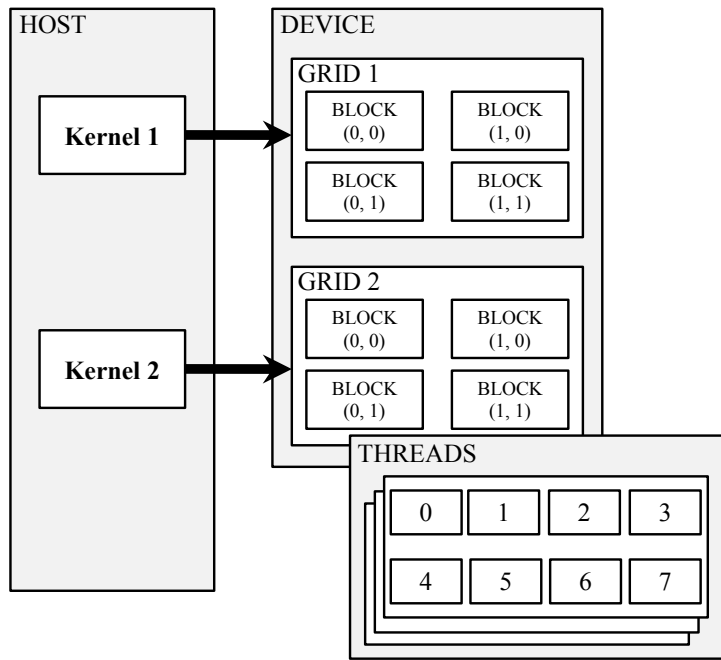 HOST
Kernel 1
Kernel 2
DEVICE
GRID 1
BLOCK
(0, 0)
BLOCK
(1, 0)
BLOCK
(0, 1)
BLOCK
(1, 1)
GRID 2
BLOCK
(0, 0)
BLOCK
(1, 0)
BLOCK
(0, 1)
BLOCK
(1, 1)
THREADS
0 1 2 3
4 5 6 7